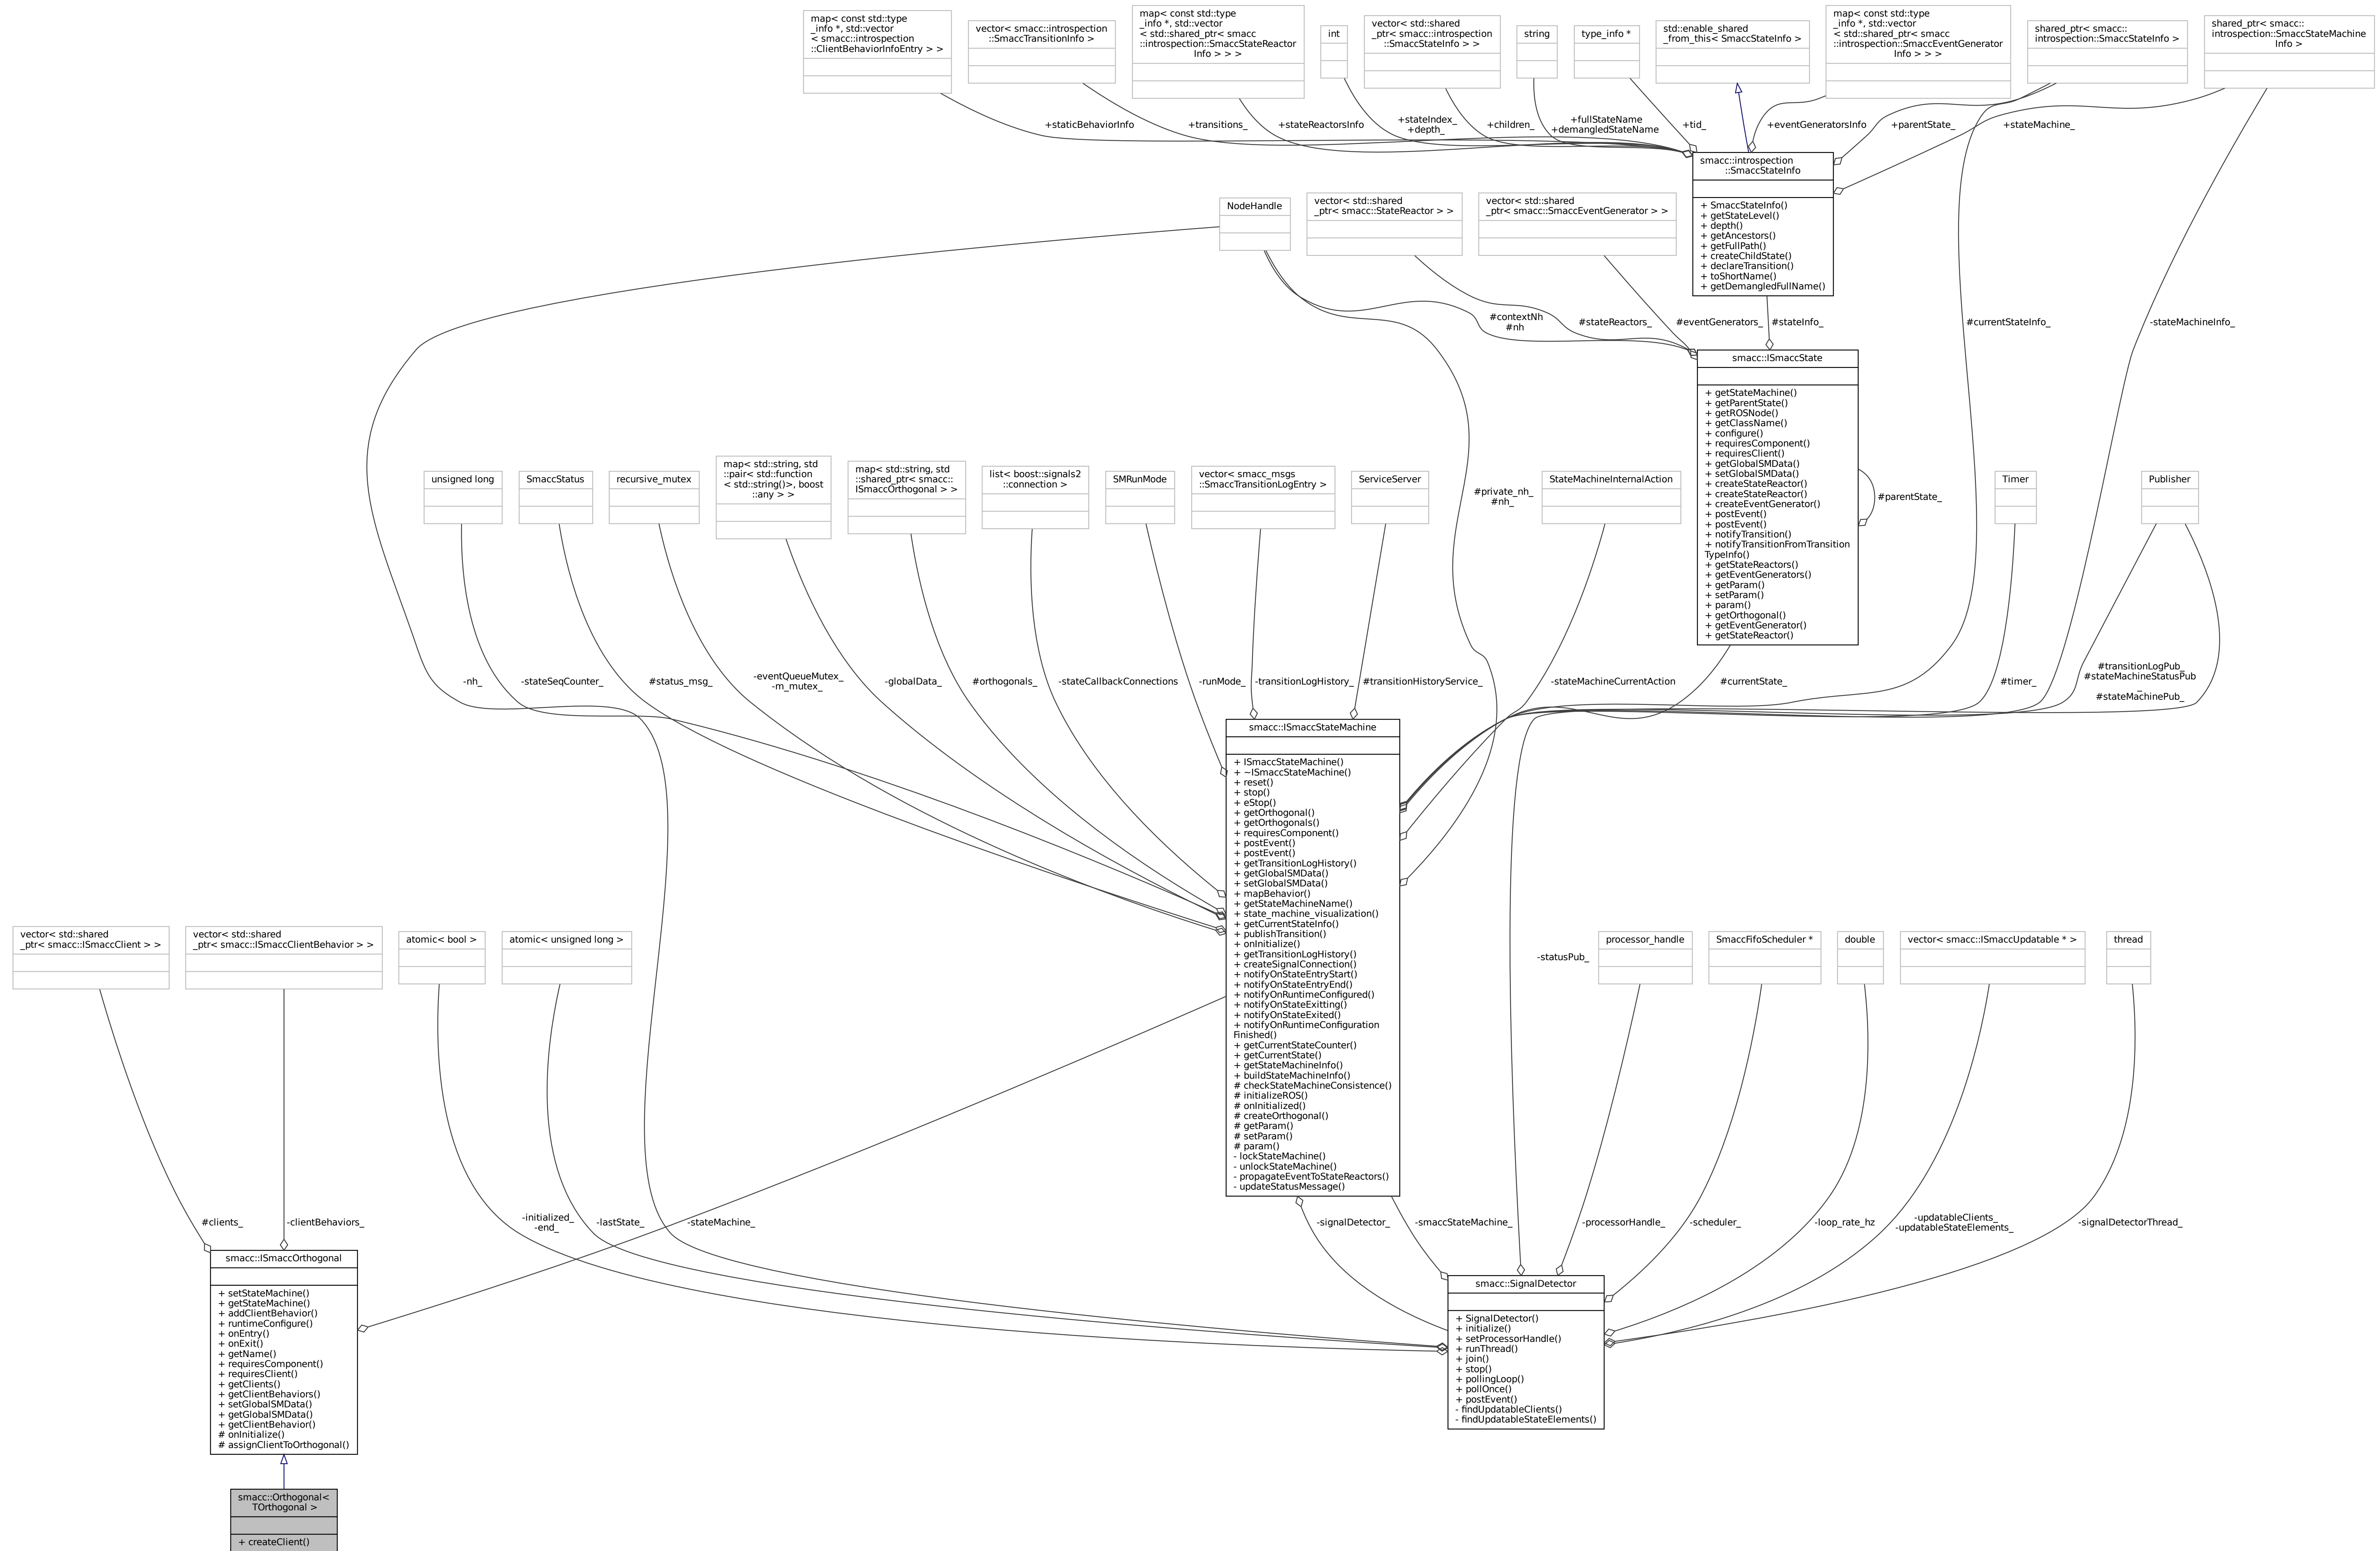 map< const std::type
_info *, std::vector
< smacc::introspection
::ClientBehaviorInfoEntry > >
vector< smacc::introspection
::SmaccTransitionInfo >
map< const std::type
_info *, std::vector
< std::shared_ptr< smacc
::introspection::SmaccStateReactor
Info > > >
int
vector< std::shared
_ptr< smacc::introspection
::SmaccStateInfo > >
string
type_info *
std::enable_shared
_from_this< SmaccStateInfo >
map< const std::type
_info *, std::vector
< std::shared_ptr< smacc
::introspection::SmaccEventGenerator
Info > > >
shared_ptr< smacc::
introspection::SmaccStateInfo >
shared_ptr< smacc::
introspection::SmaccStateMachine
Info >
+staticBehaviorInfo
+transitions_
+stateReactorsInfo
+stateIndex_
+depth_
+children_
+fullStateName
+demangledStateName
+tid_
+eventGeneratorsInfo
+parentState_
+stateMachine_
smacc::introspection
::SmaccStateInfo
+ SmaccStateInfo()
+ getStateLevel()
+ depth()
+ getAncestors()
+ getFullPath()
+ createChildState()
+ declareTransition()
+ toShortName()
+ getDemangledFullName()
NodeHandle
vector< std::shared
_ptr< smacc::StateReactor > >
vector< std::shared
_ptr< smacc::SmaccEventGenerator > >
#contextNh
#nh
#stateReactors_
#eventGenerators_
#stateInfo_
#currentStateInfo_
-stateMachineInfo_
smacc::ISmaccState
+ getStateMachine()
+ getParentState()
+ getROSNode()
+ getClassName()
+ configure()
+ requiresComponent()
+ requiresClient()
+ getGlobalSMData()
+ setGlobalSMData()
+ createStateReactor()
+ createStateReactor()
+ createEventGenerator()
+ postEvent()
+ postEvent()
+ notifyTransition()
+ notifyTransitionFromTransition
TypeInfo()
+ getStateReactors()
+ getEventGenerators()
+ getParam()
+ setParam()
+ param()
+ getOrthogonal()
+ getEventGenerator()
+ getStateReactor()
#parentState_
unsigned long
SmaccStatus
recursive_mutex
map< std::string, std
::pair< std::function
< std::string()>, boost
::any > >
map< std::string, std
::shared_ptr< smacc::
ISmaccOrthogonal > >
list< boost::signals2
::connection >
SMRunMode
vector< smacc_msgs
::SmaccTransitionLogEntry >
ServiceServer
#private_nh_
#nh_
StateMachineInternalAction
Timer
Publisher
-nh_
-stateSeqCounter_
#status_msg_
-eventQueueMutex_
-m_mutex_
-globalData_
#orthogonals_
-stateCallbackConnections
-runMode_
-transitionLogHistory_
#transitionHistoryService_
-stateMachineCurrentAction
#currentState_
#timer_
#transitionLogPub_
#stateMachineStatusPub
_
#stateMachinePub_
smacc::ISmaccStateMachine
+ ISmaccStateMachine()
+ ~ISmaccStateMachine()
+ reset()
+ stop()
+ eStop()
+ getOrthogonal()
+ getOrthogonals()
+ requiresComponent()
+ postEvent()
+ postEvent()
+ getTransitionLogHistory()
+ getGlobalSMData()
+ setGlobalSMData()
+ mapBehavior()
+ getStateMachineName()
+ state_machine_visualization()
+ getCurrentStateInfo()
+ publishTransition()
+ onInitialize()
+ getTransitionLogHistory()
+ createSignalConnection()
+ notifyOnStateEntryStart()
+ notifyOnStateEntryEnd()
+ notifyOnRuntimeConfigured()
+ notifyOnStateExitting()
+ notifyOnStateExited()
+ notifyOnRuntimeConfiguration
Finished()
+ getCurrentStateCounter()
+ getCurrentState()
+ getStateMachineInfo()
+ buildStateMachineInfo()
# checkStateMachineConsistence()
# initializeROS()
# onInitialized()
# createOrthogonal()
# getParam()
# setParam()
# param()
- lockStateMachine()
- unlockStateMachine()
- propagateEventToStateReactors()
- updateStatusMessage()
vector< std::shared
_ptr< smacc::ISmaccClient > >
vector< std::shared
_ptr< smacc::ISmaccClientBehavior > >
atomic< bool >
atomic< unsigned long >
-statusPub_
processor_handle
SmaccFifoScheduler *
double
vector< smacc::ISmaccUpdatable * >
thread
#clients_
-clientBehaviors_
-initialized_
-end_
-lastState_
-stateMachine_
-signalDetector_
-smaccStateMachine_
-processorHandle_
-scheduler_
-loop_rate_hz
-updatableClients_
-updatableStateElements_
-signalDetectorThread_
smacc::ISmaccOrthogonal
+ setStateMachine()
+ getStateMachine()
+ addClientBehavior()
+ runtimeConfigure()
+ onEntry()
+ onExit()
+ getName()
+ requiresComponent()
+ requiresClient()
+ getClients()
+ getClientBehaviors()
+ setGlobalSMData()
+ getGlobalSMData()
+ getClientBehavior()
# onInitialize()
# assignClientToOrthogonal()
smacc::SignalDetector
+ SignalDetector()
+ initialize()
+ setProcessorHandle()
+ runThread()
+ join()
+ stop()
+ pollingLoop()
+ pollOnce()
+ postEvent()
- findUpdatableClients()
- findUpdatableStateElements()
smacc::Orthogonal<
TOrthogonal >
+ createClient()